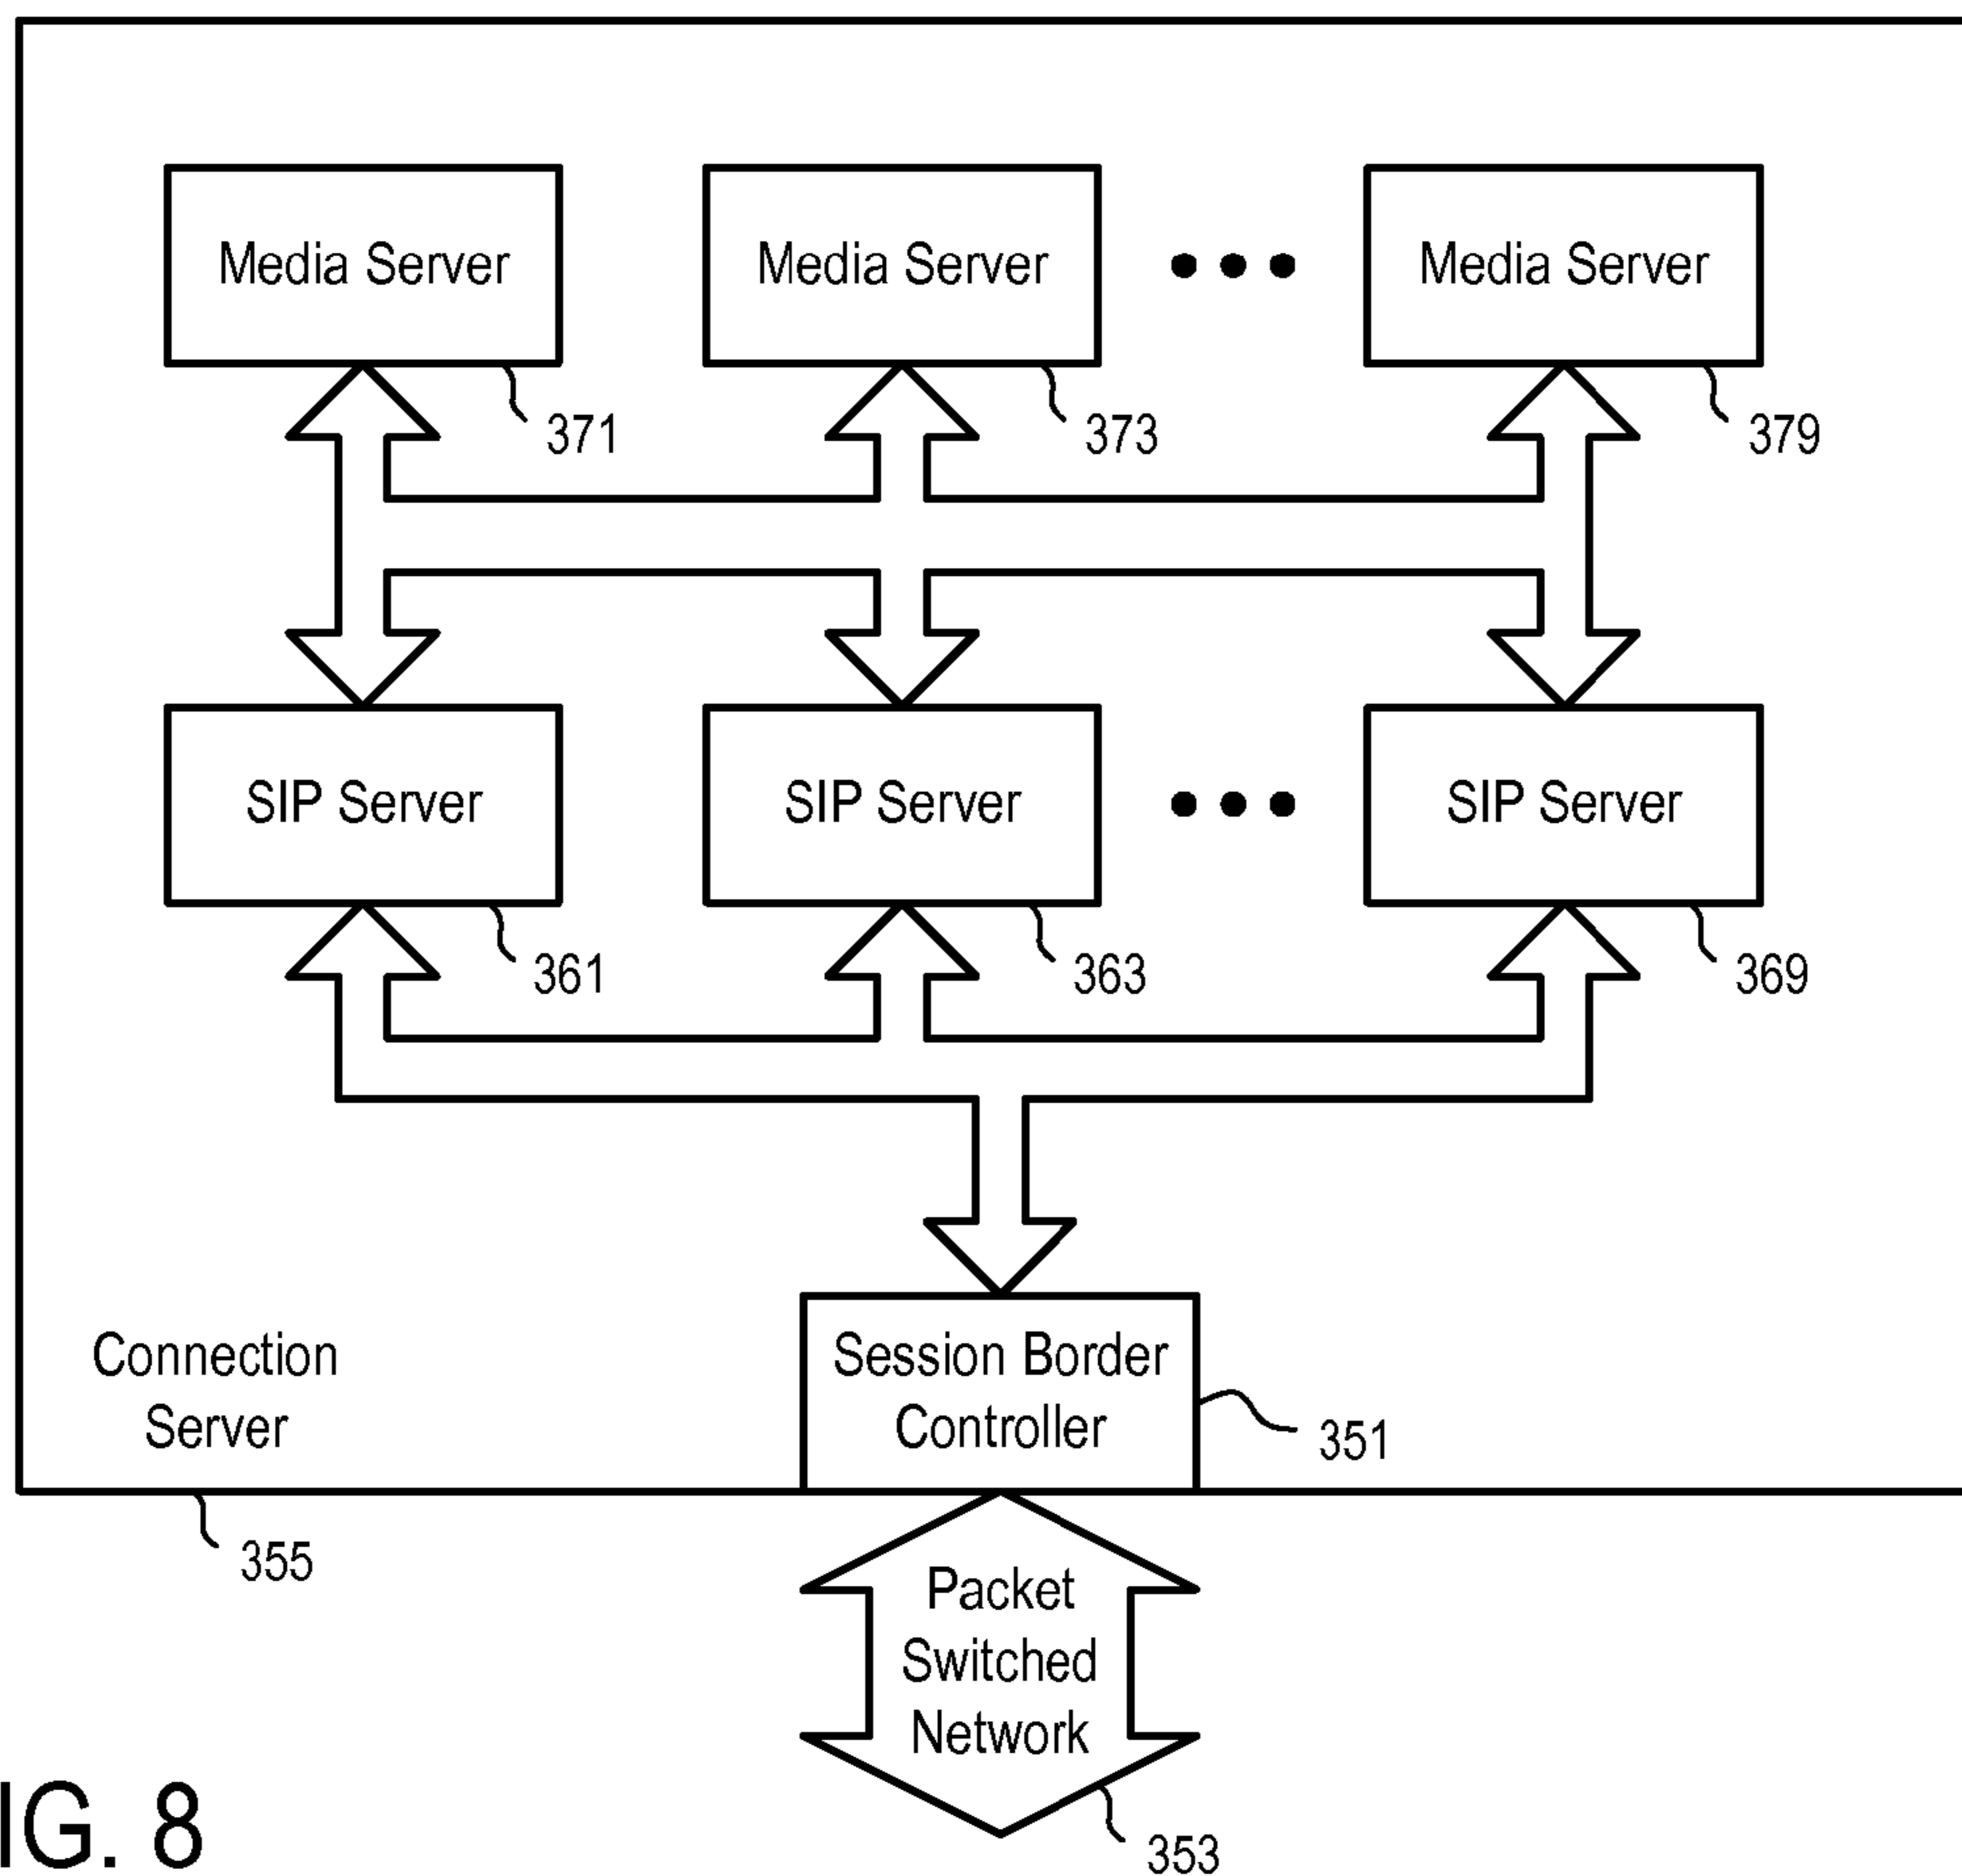 Media Server
Media Server
Media Server
371
373
379
SIP Server
SIP Server
SIP Server
361
363
369
Connection
Server
Session Border
Controller
351
355
Packet
Switched
Network
353
IG. 8